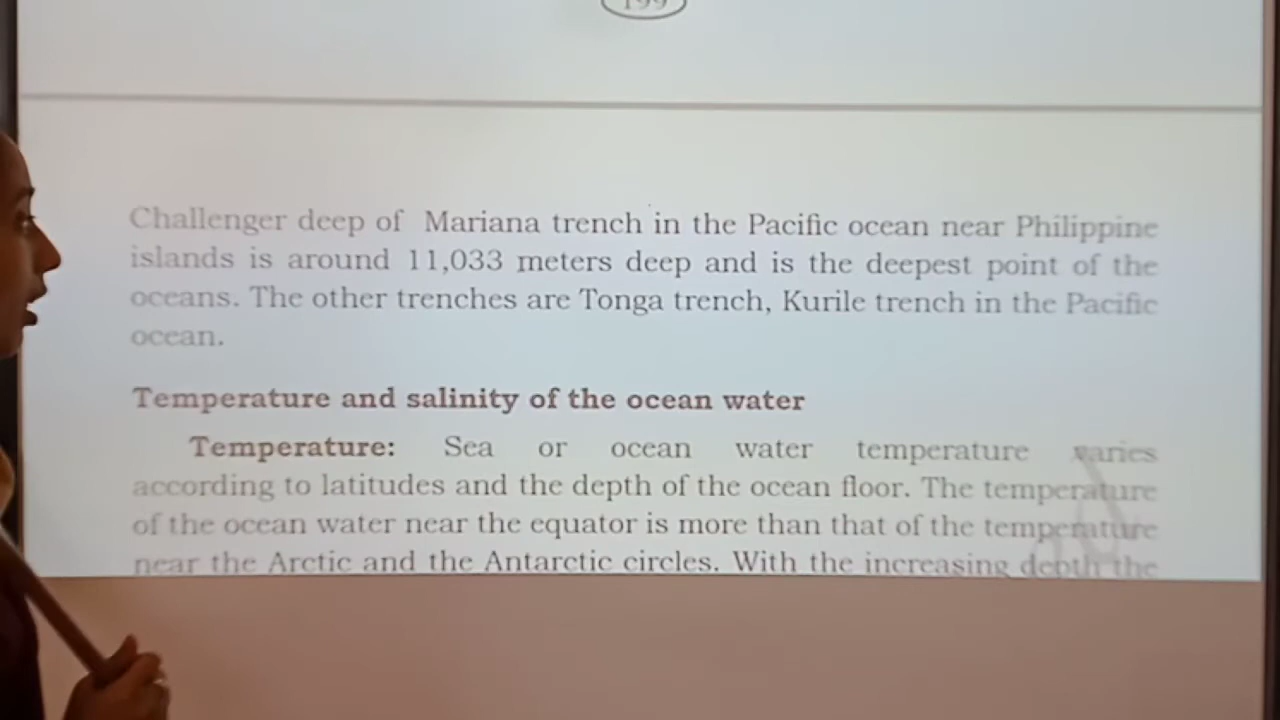 199
Challenger deep of Mariana trench in the Pacific ocean near Philippine
islands is around 11,033 meters deep and is the deepest point of the
oceans. The other trenches are Tonga trench, Kurile trench in the Pacific
ocean.
Temperature and salinity of the ocean water
Temperature: Sea or ocean water temperature varies
according to latitudes and the depth of the ocean floor. The temperature
of the ocean water near the equator is more than that of the temperature
near the Arctic and the Antarctic circles. With the increasing depth the